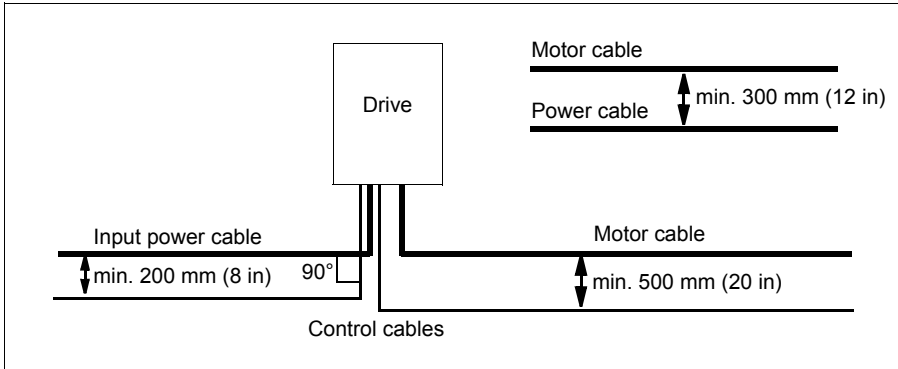 Motor cable
Drive
min. 300 mm (12 in)
Power cable
Input power cable
Motor cable
min. 200 mm (8 in)
90°
min. 500 mm (20 in)
Control cables